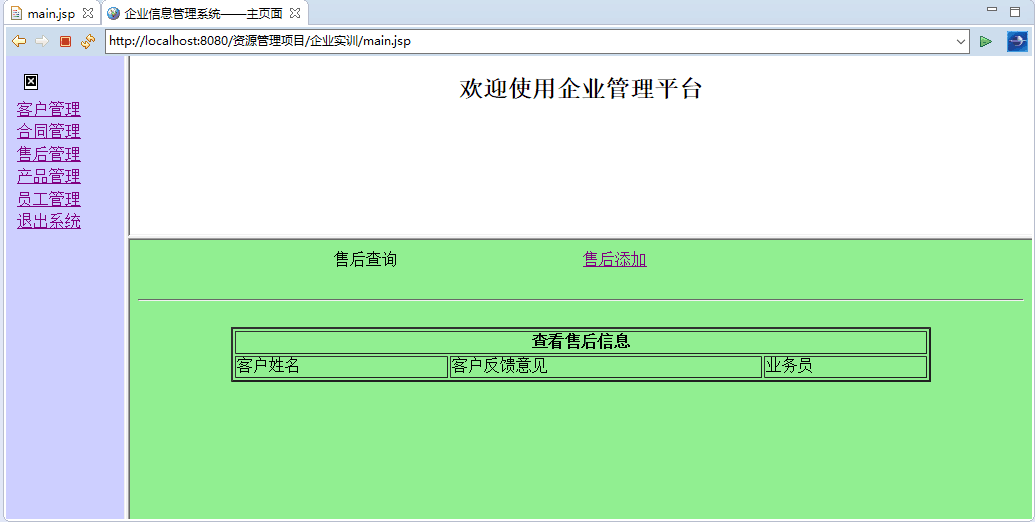 main.jsp 企业信息管理系统——主页面
http://localhost:8080/资源管理项目/企业实训/main.jsp
客户管理
合同管理
售后管理
产品管理
员工管理
退出系统
欢迎使用企业管理平台
售后查询 售后添加
查看售后信息
客户姓名 客户反馈意见 业务员